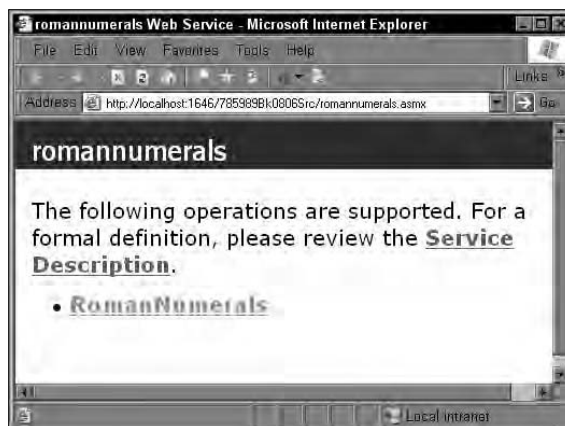 romannumerals Web Service - Microsoft Internet Explorer
File Edit View Favorites Tools Help
Links »
Address http://localhost:1646/785989Bk0806Src/romannumerals.asmx Go
romannumerals
The following operations are supported. For a
formal definition, please review the Service
Description.
• RomanNumerals
Local intranet